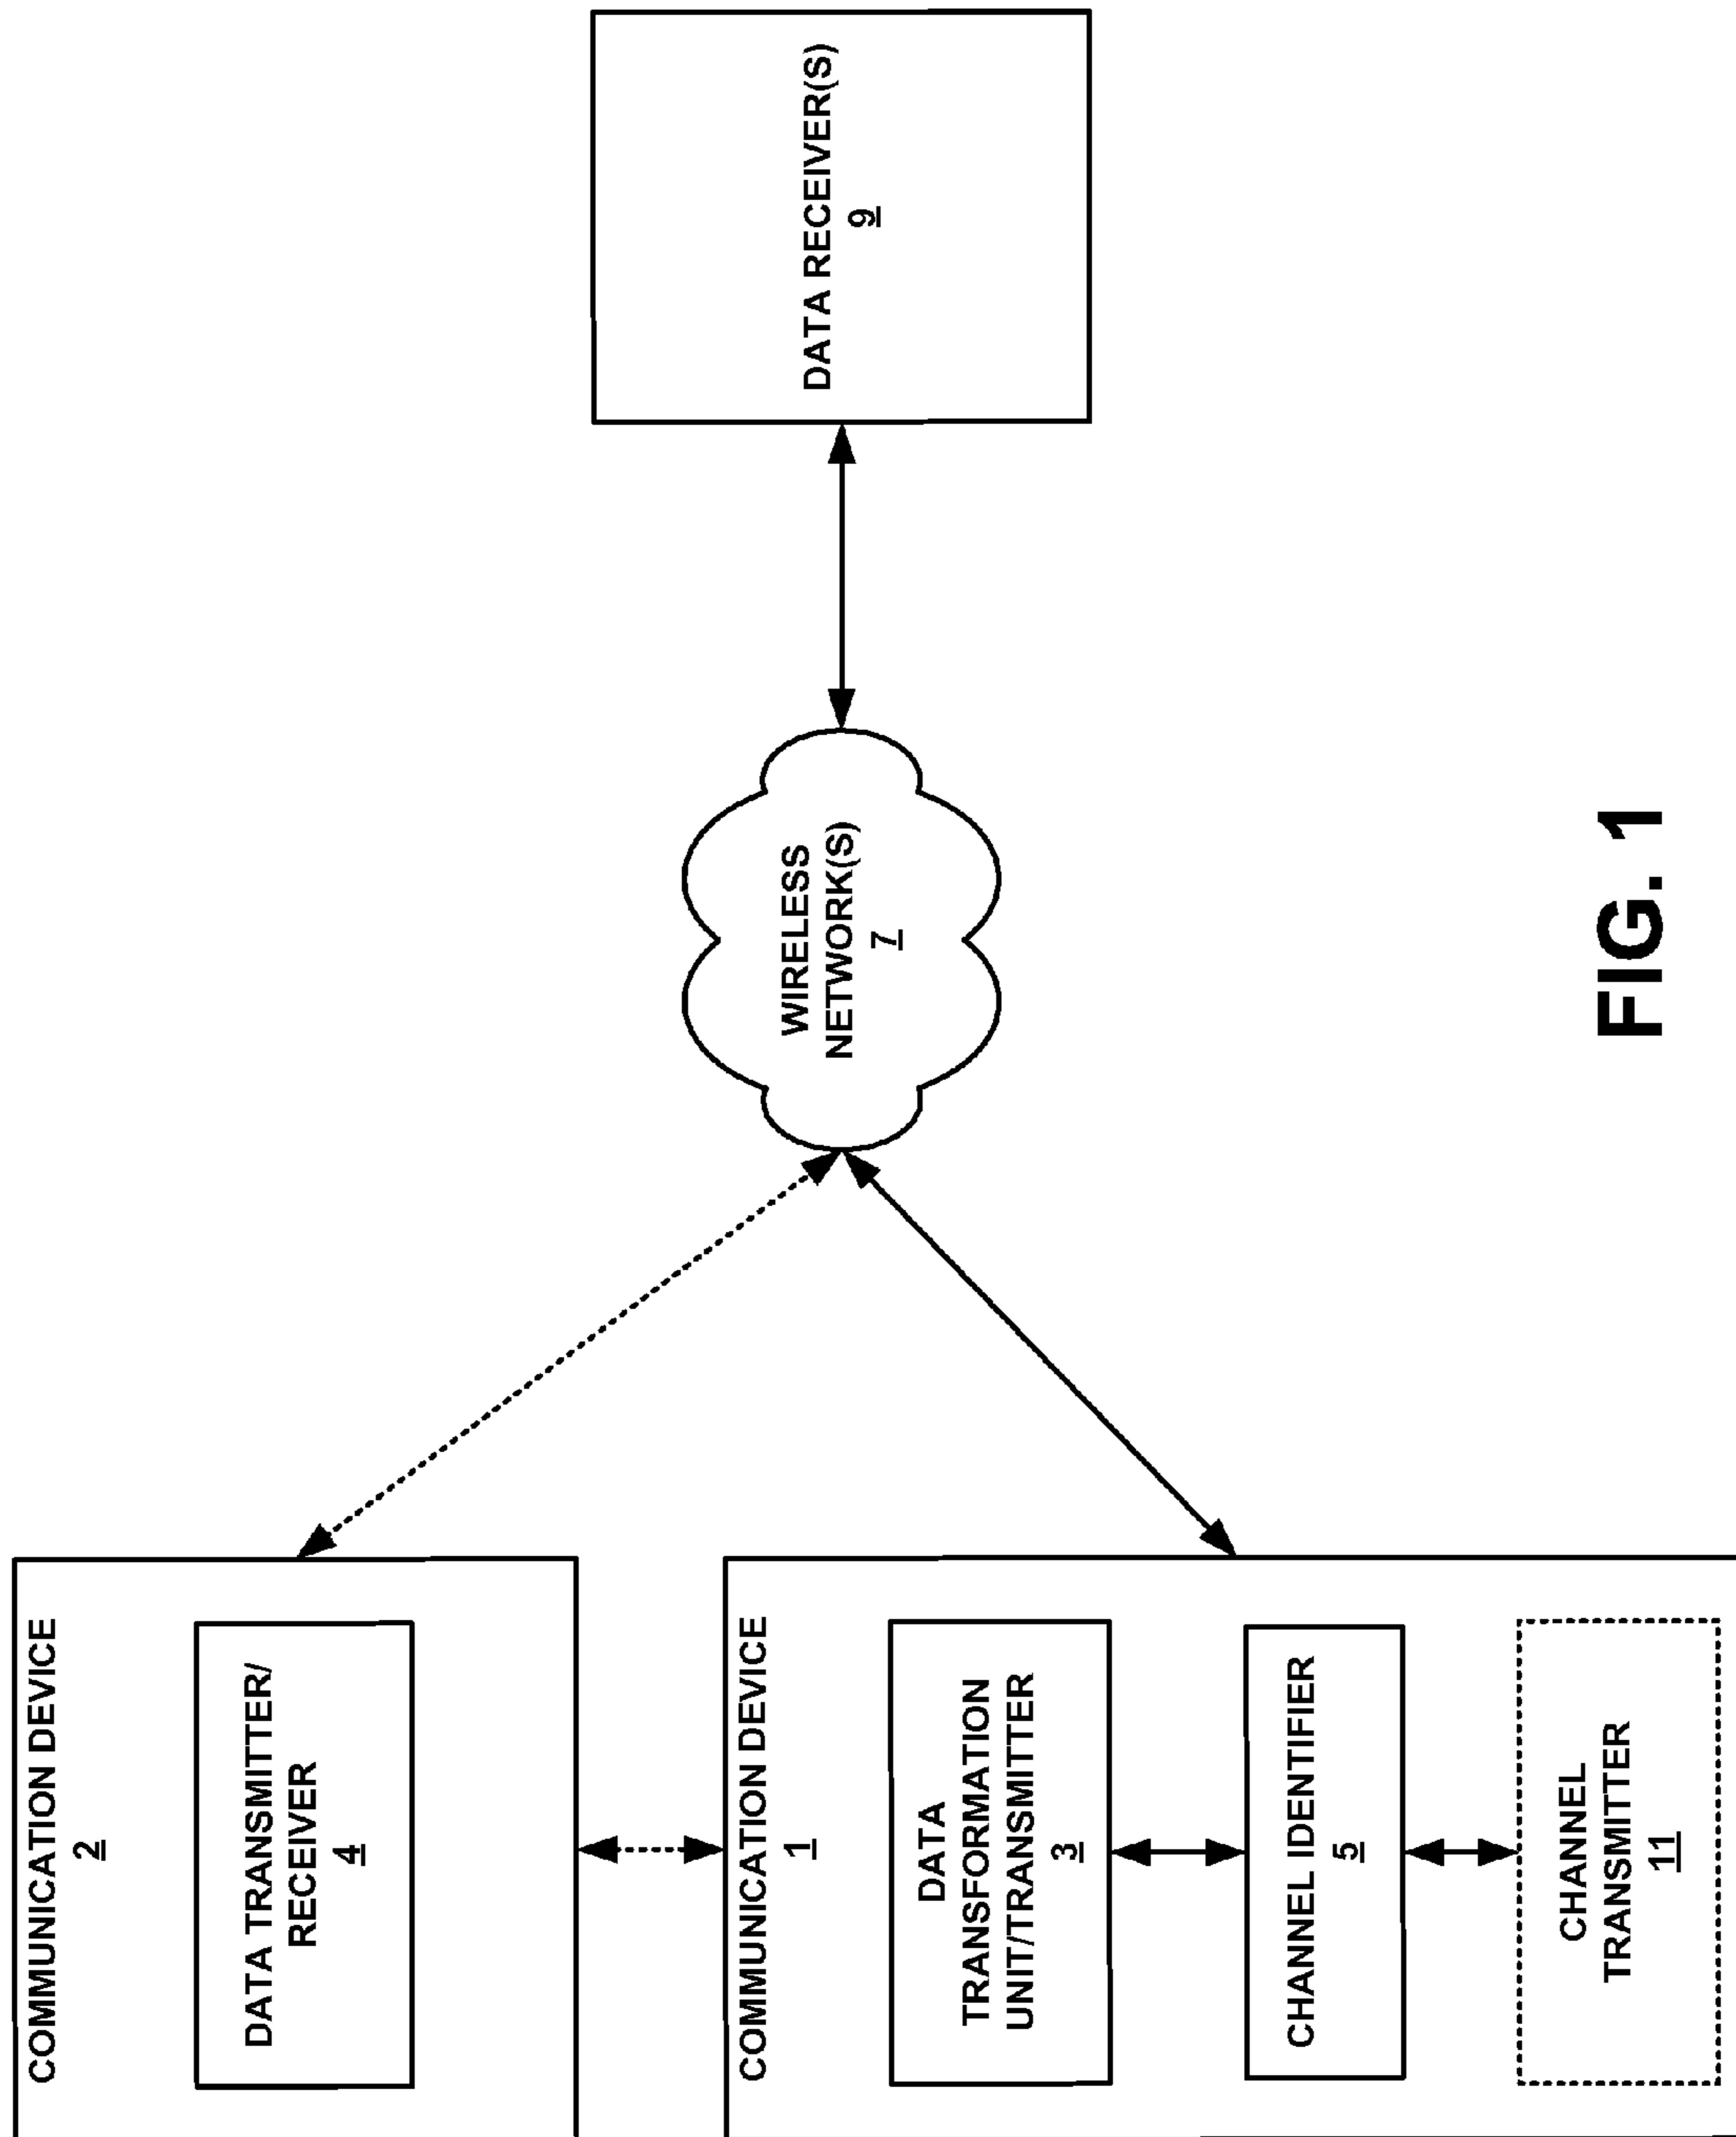 COMMUNICATION DEVICE
2
DATA TRANSMITTER/
RECEIVER
4
COMMUNICATION DEVICE
1
DATA
TRANSFORMATION
UNIT/TRANSMITTER
3
CHANNEL IDENTIFIER
5
CHANNEL
TRANSMITTER
11
WIRELESS
NETWORK(S)
7
DATA RECEIVER(S)
9
FIG. 1